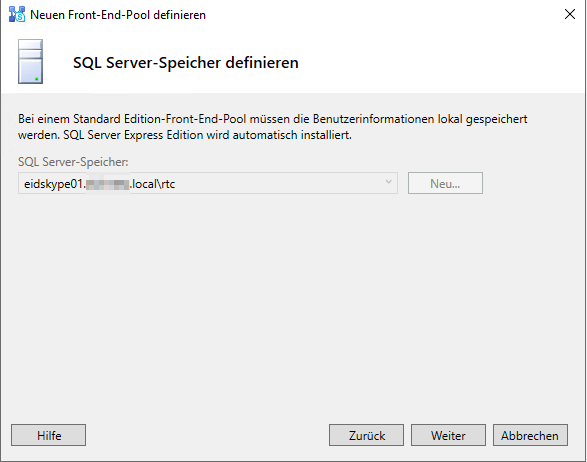 Neuen Front-End-Pool definieren
SQL Server-Speicher definieren
Bei einem Standard Edition-Front-End-Pool müssen die Benutzerinformationen lokal gespeichert
werden. SQL Server Express Edition wird automatisch installiert.
SQL Server-Speicher:
eidskype01. .local\rtc
Neu...
Hilfe
Zurück
Weiter
Abbrechen